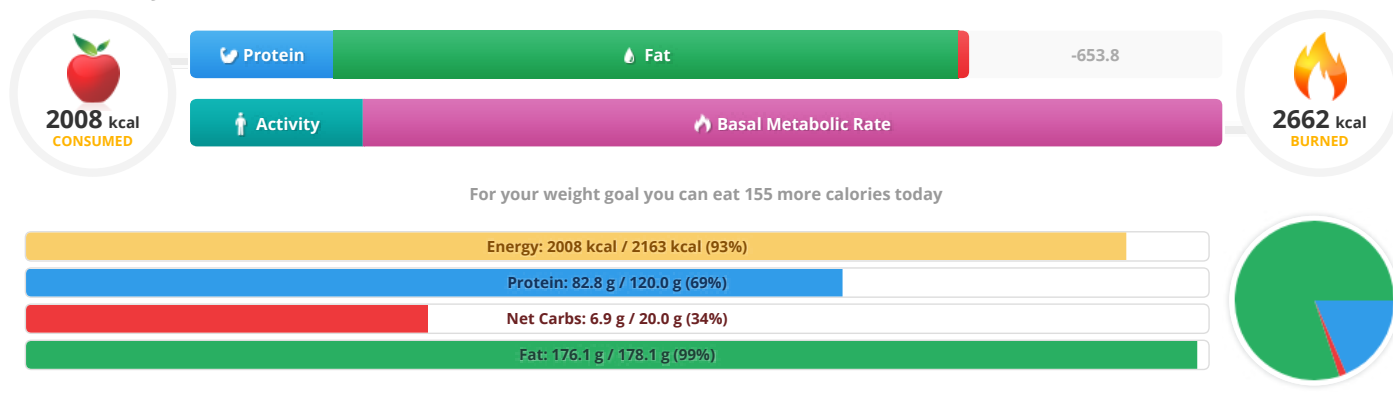 2008 kcal
CONSUMED
Protein
Fat
-653.8
Activity
Basal Metabolic Rate
2662 kcal
BURNED
For your weight goal you can eat 155 more calories today
Energy: 2008 kcal / 2163 kcal (93%)
Protein: 82.8 g / 120.0 g (69%)
Net Carbs: 6.9 g / 20.0 g (34%)
Fat: 176.1 g / 178.1 g (99%)